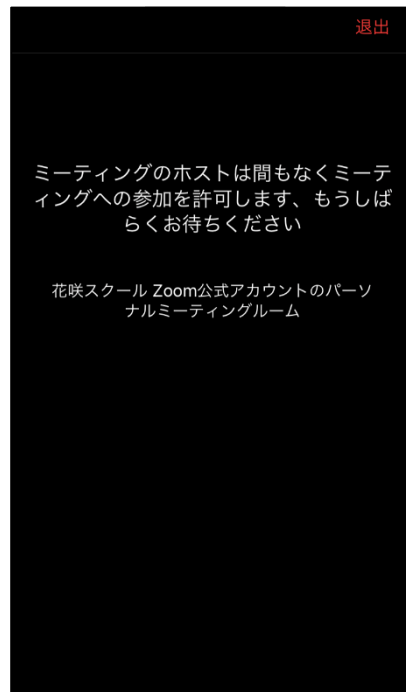 退出
ミーティングのホストは間もなくミーテ
ィングへの参加を許可します、もうしば
らくお待ちください
花咲スクール Zoom公式アカウントのパーソ
ナルミーティングルーム